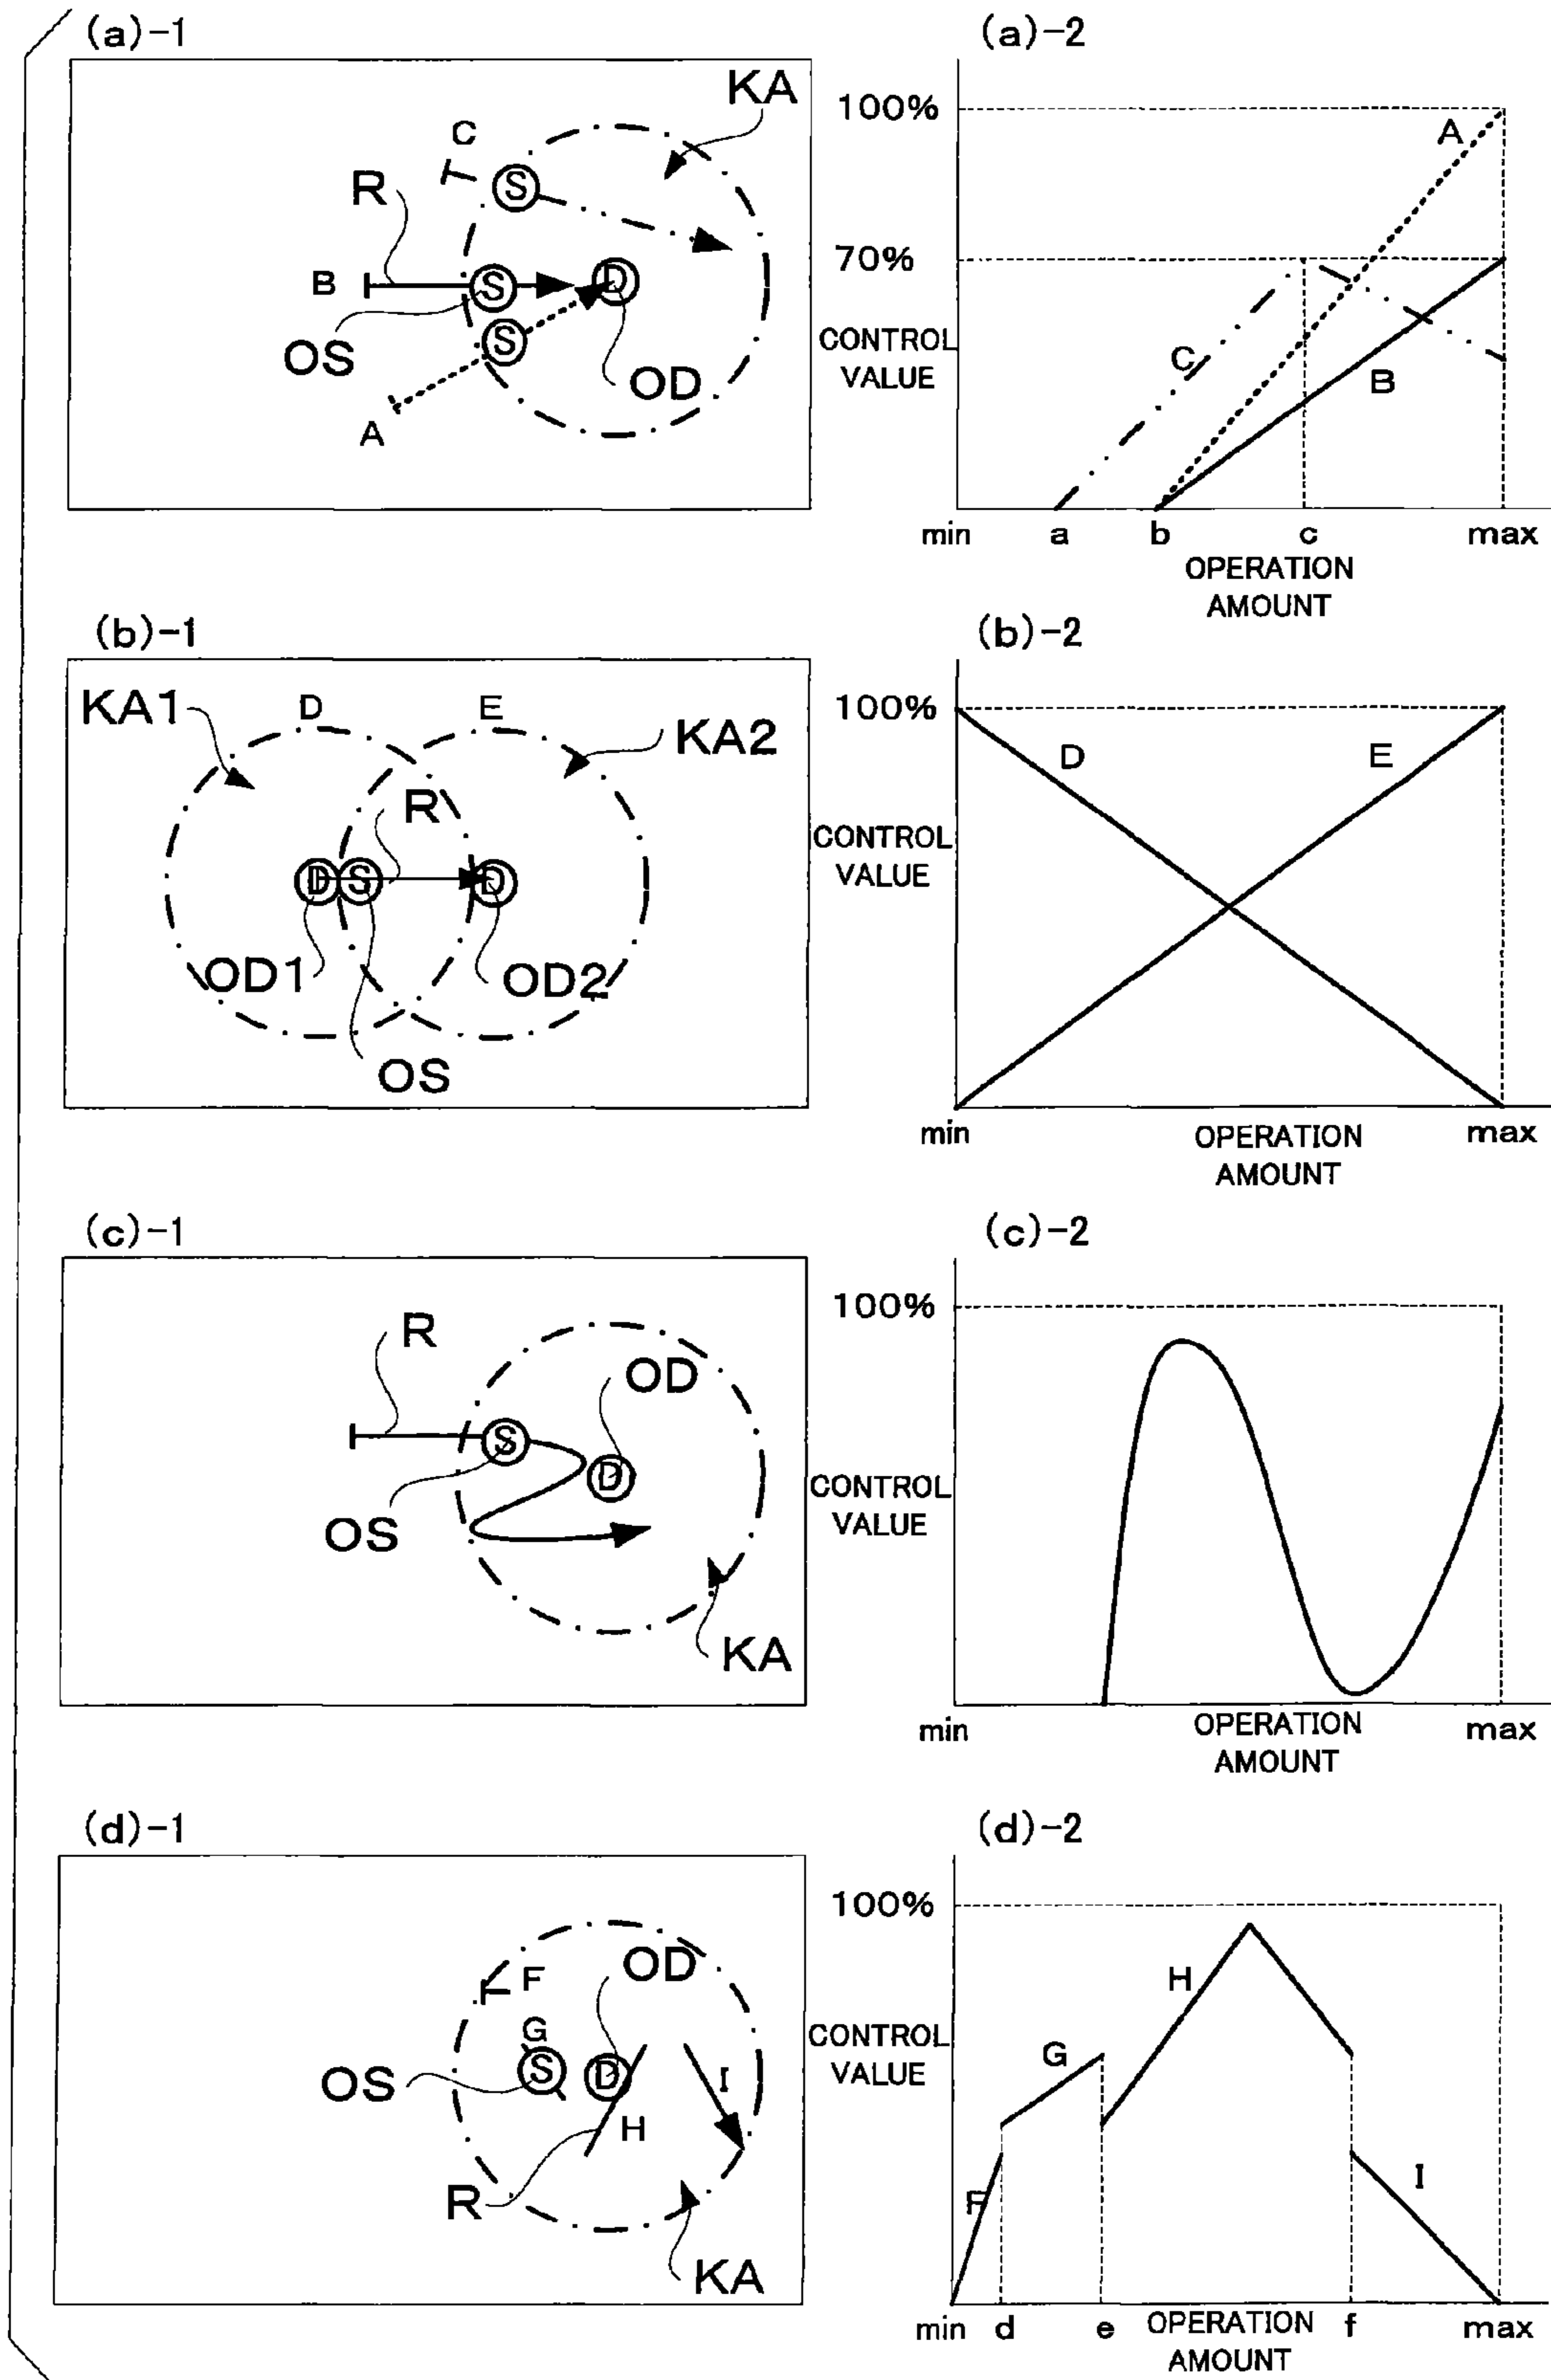 (a)-1
KA
C
S
R
B
S
D
S
OS
OD
A
(a)-2
100%
A
70%
CONTROL
VALUE
C
B
min a b c max
OPERATION
AMOUNT
(b)-1
KA1
D
E
KA2
R
D S D
OD1
OD2
OS
(b)-2
100%
D
E
CONTROL
VALUE
min
OPERATION
AMOUNT
max
(c)-1
R
OD
S
D
OS
KA
(c)-2
100%
CONTROL
VALUE
min
OPERATION
AMOUNT
max
(d)-1
F
OD
G
S
D
OS
I
H
R
KA
(d)-2
100%
H
CONTROL
VALUE
G
F
I
min d e OPERATION f max
AMOUNT